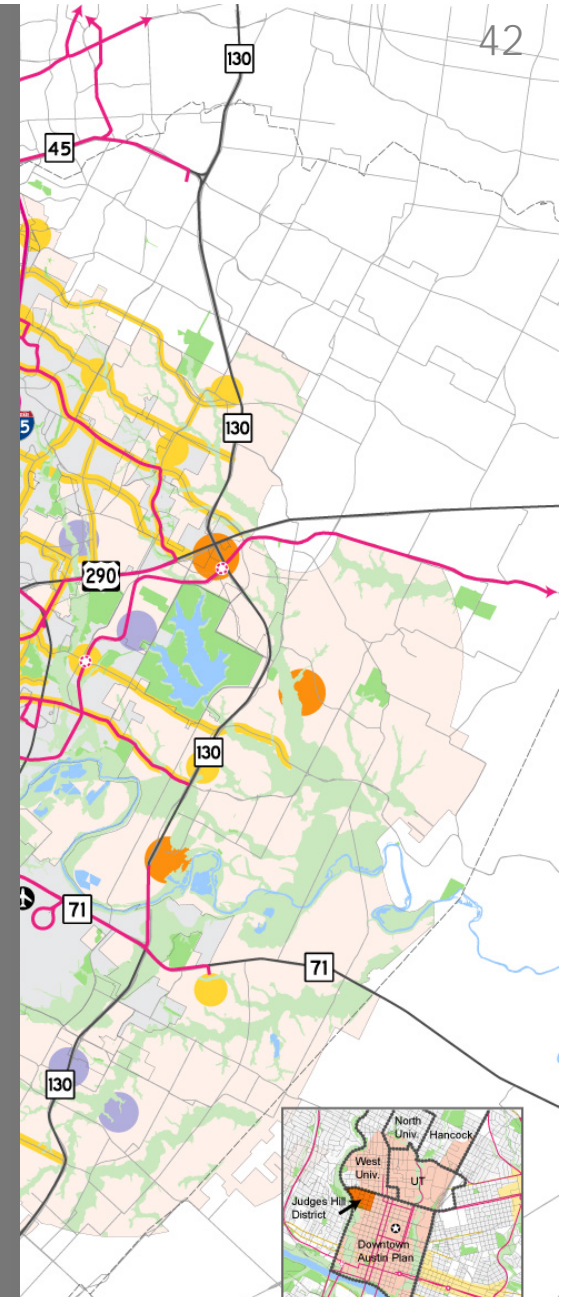 42
130
45
130
5
290
130
71
71
130
North
Univ.
Hancock
West
Univ.
UT
Judges Hill
District
Downtown
Austin Plan